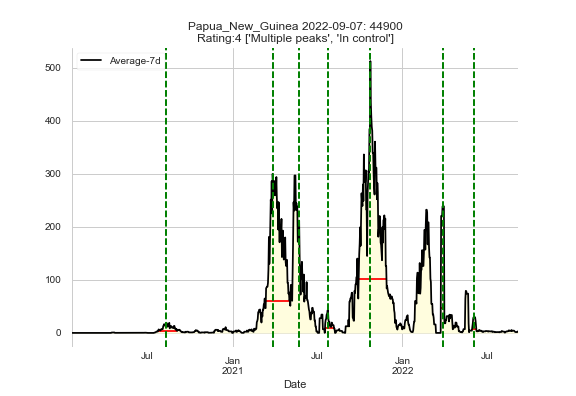 Papua_New_Guinea 2022-09-07: 44900
Rating:4 ['Multiple peaks', 'In control']
Average-7d
500
400
300
200
100
0
Jul
Jan
2021
Jul
Jan
2022
Jul
Date